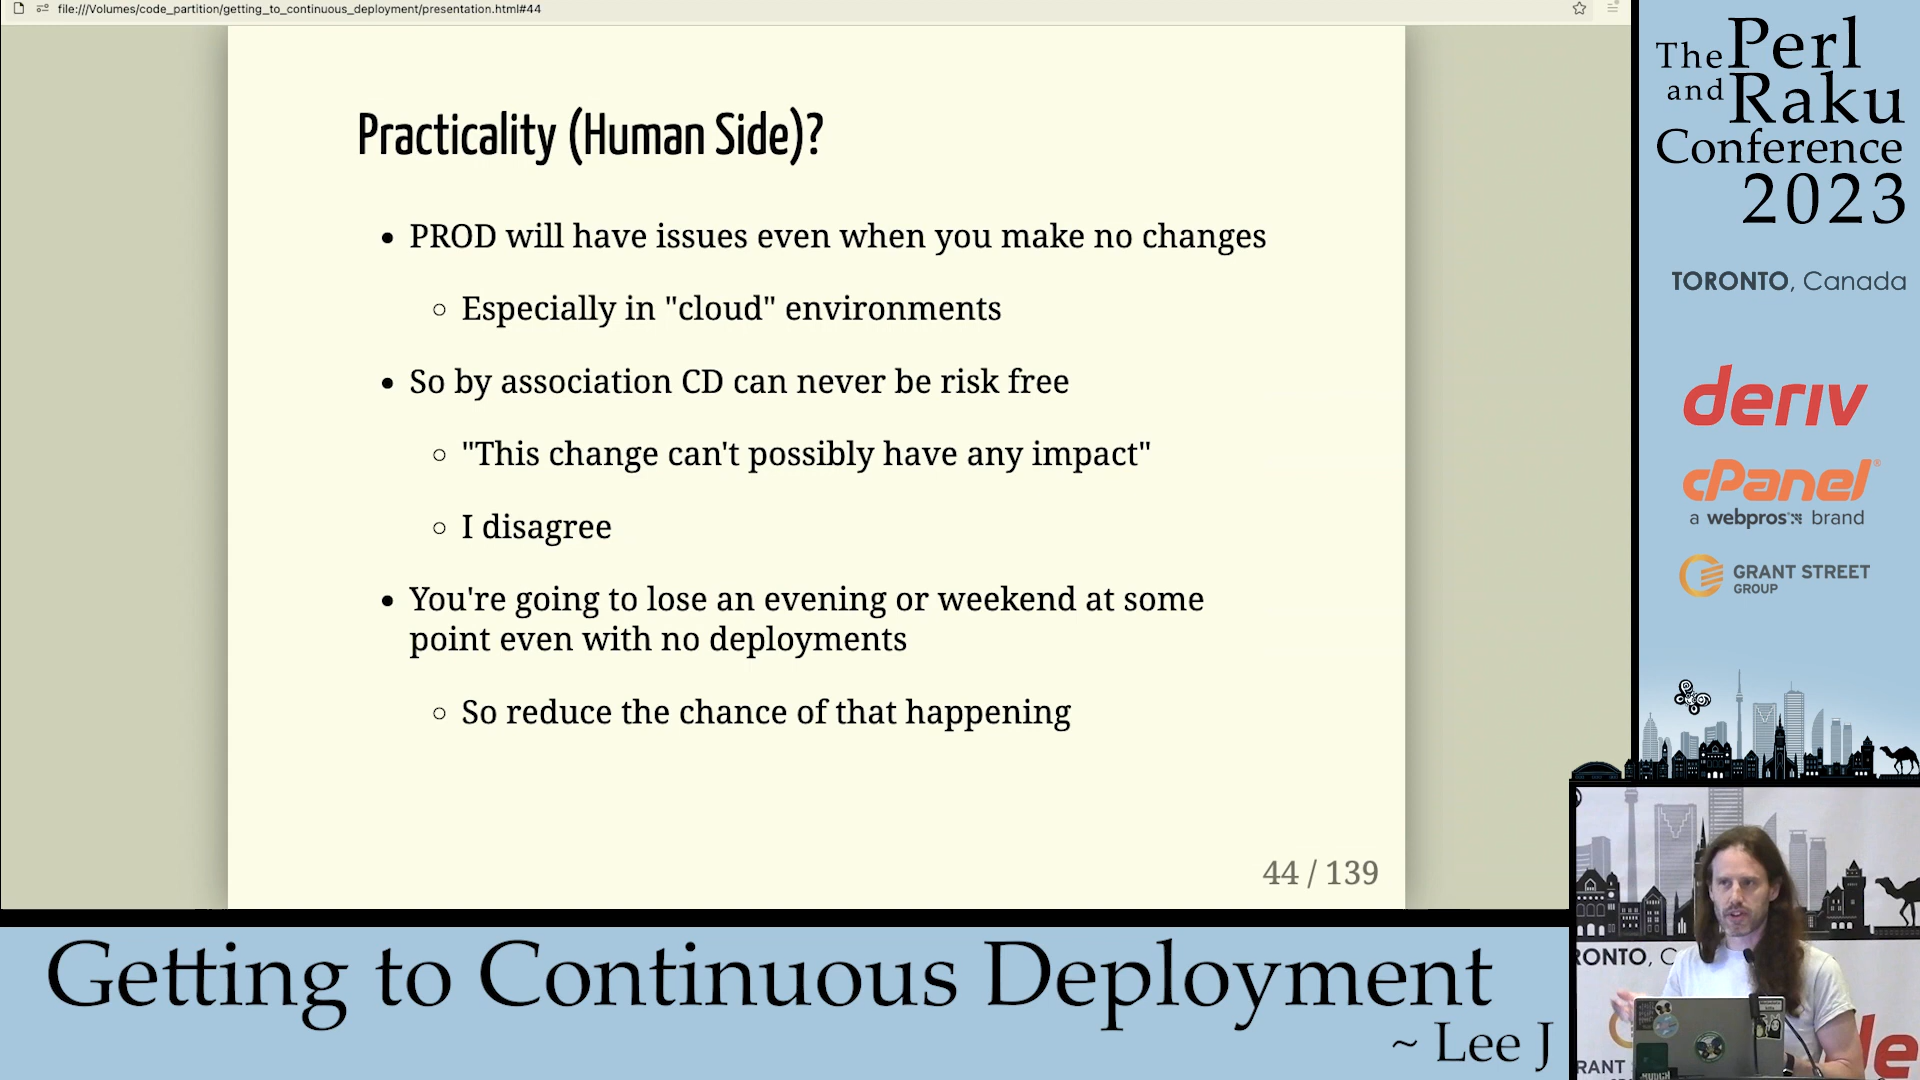 file:///Volumes/code_partition/getting_to_continuous_deployment/presentation.html#44
Practicality (Human Side)?
• PROD will have issues even when you make no changes
○ Especially in "cloud" environments
• So by association CD can never be risk free
○ "This change can't possibly have any impact"
○ I disagree
• You're going to lose an evening or weekend at some
point even with no deployments
○ So reduce the chance of that happening
44 / 139
The Perl
and Raku
Conference
2023
TORONTO, Canada
deriv
cPanel®
a webpros brand
GRANT STREET
GROUP
RONTO, C
GRANT
de
Getting to Continuous Deployment
~ Lee J